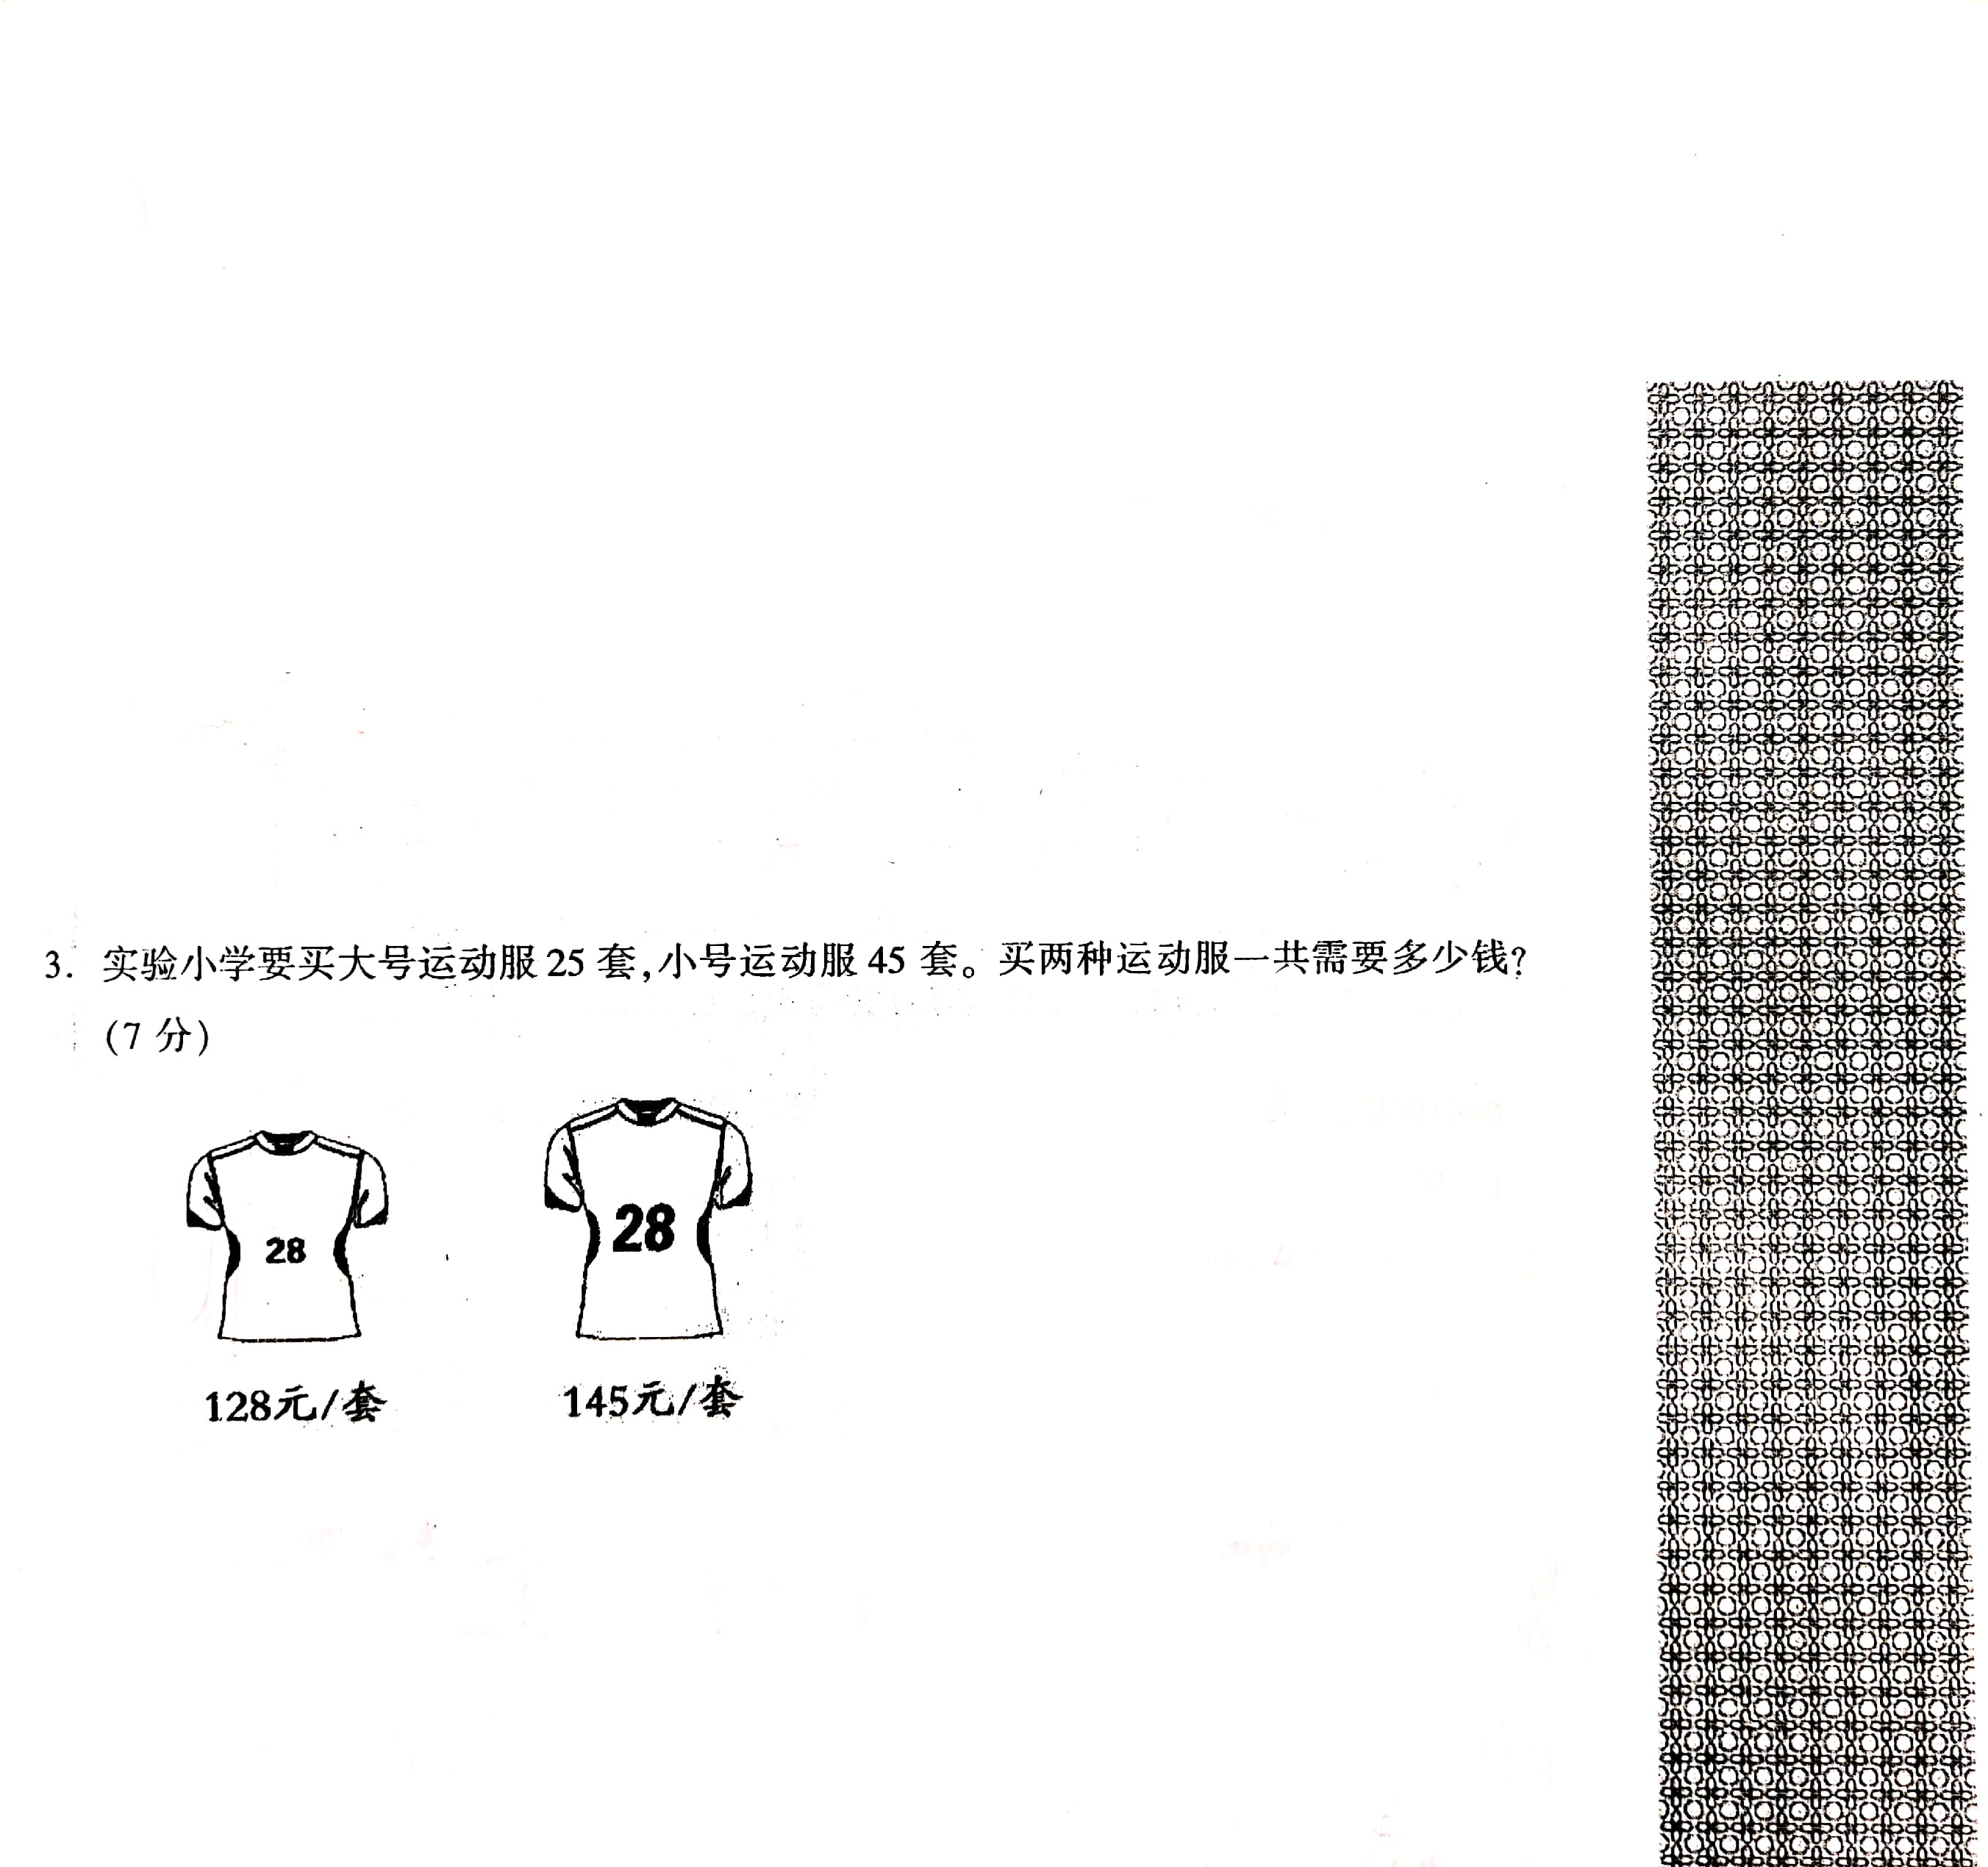 3. 实验小学要买大号运动服 25 套,小号运动服 45 套。买两种运动服一共需要多少钱?
(7 分)
28
28
128元/套
145元/套